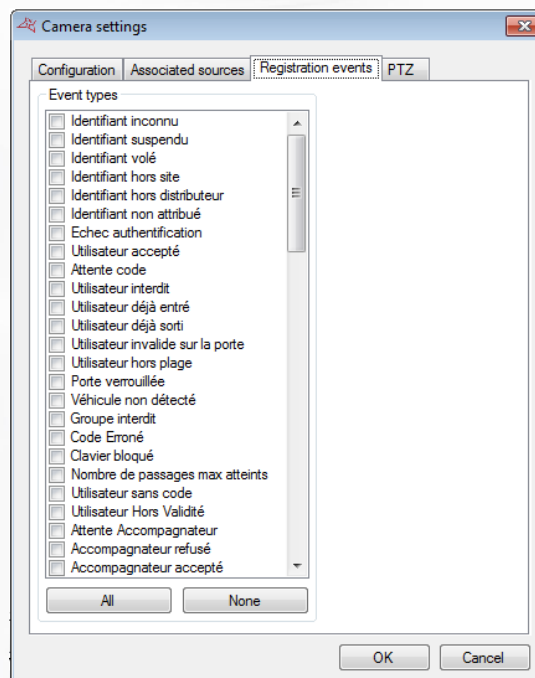 Camera settings
Configuration Associated sources Registration events PTZ
Event types
Identifiant inconnu
Identifiant suspendu
Identifiant volé
Identifiant hors site
Identifiant hors distributeur
Identifiant non attribué
Echec authentification
Utilisateur accepté
Attente code
Utilisateur interdit
Utilisateur déjà entré
Utilisateur déjà sorti
Utilisateur invalide sur la porte
Utilisateur hors plage
Porte verrouillée
Véhicule non détecté
Groupe interdit
Code Erroné
Clavier bloqué
Nombre de passages max atteints
Utilisateur sans code
Utilisateur Hors Validité
Attente Accompagnateur
Accompagnateur refusé
Accompagnateur accepté
All None
OK Cancel